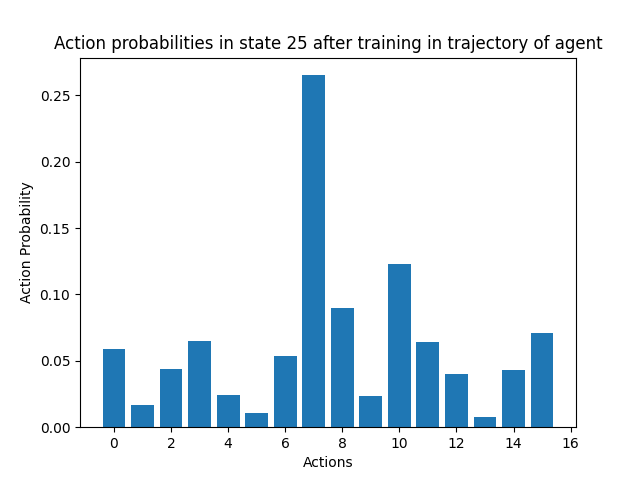 Action probabilities in state 25 after training in trajectory of agent
Action Probability
0.25
0.20
0.15
0.10
0.05
0.00
0 2 4 6 8 10 12 14 16
Actions